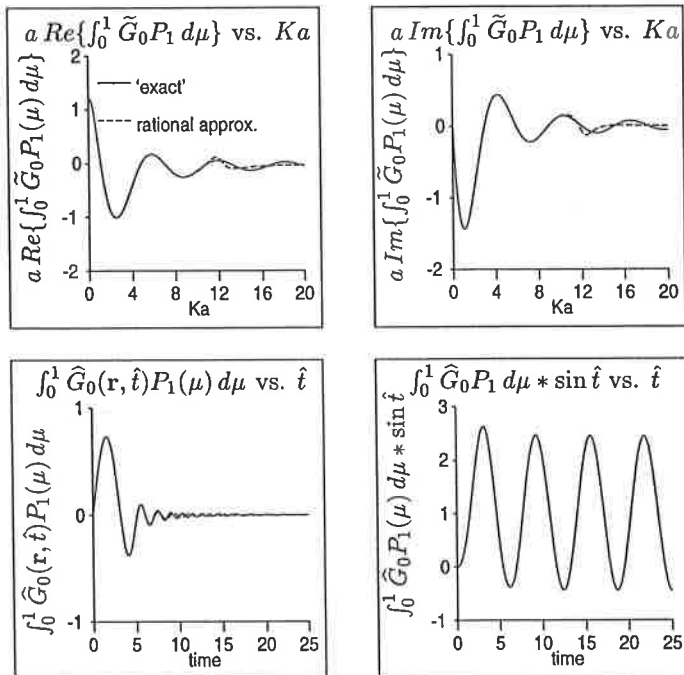 a Re{∫₀¹ G̃₀P₁ dμ} vs. Ka
a Re{∫₀¹ G̃₀P₁(μ) dμ}
2
1
0
-1
-2
'exact'
rational approx.
0 4 8 12 16 20
Ka
a Im{∫₀¹ G̃₀P₁ dμ} vs. Ka
a Im{∫₀¹ G̃₀P₁(μ) dμ}
1
0
-1
-2
0 4 8 12 16 20
Ka
∫₀¹ Ĝ₀(r, t̂)P₁(μ) dμ vs. t̂
∫₀¹ Ĝ₀(r, t̂)P₁(μ) dμ
1
0
-1
0 5 10 15 20 25
time
∫₀¹ Ĝ₀P₁ dμ * sin t̂ vs. t̂
∫₀¹ Ĝ₀P₁(μ) dμ * sin t̂
3
2
1
0
-1
0 5 10 15 20 25
time